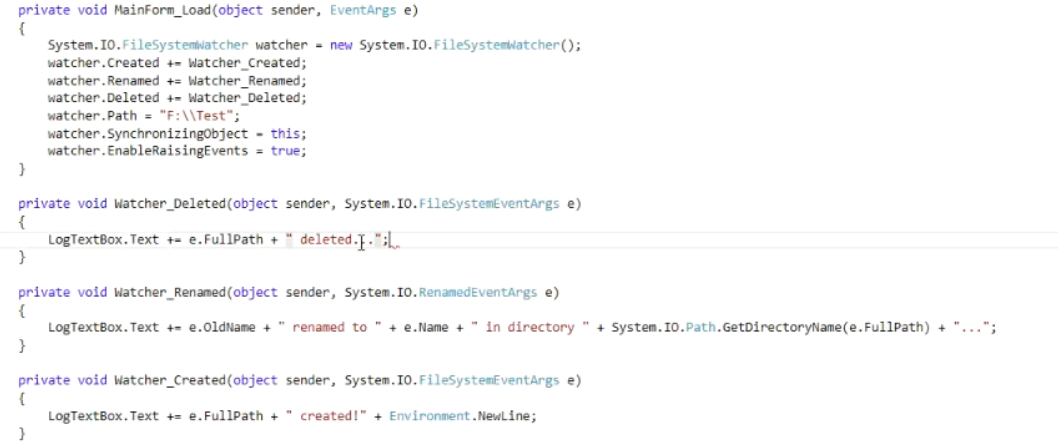 private void MainForm_Load(object sender, EventArgs e)
{
    System.IO.FileSystemWatcher watcher = new System.IO.FileSystemWatcher();
    watcher.Created += Watcher_Created;
    watcher.Renamed += Watcher_Renamed;
    watcher.Deleted += Watcher_Deleted;
    watcher.Path = "F:\\Test";
    watcher.SynchronizingObject = this;
    watcher.EnableRaisingEvents = true;
}
private void Watcher_Deleted(object sender, System.IO.FileSystemEventArgs e)
{
    LogTextBox.Text += e.FullPath + " deleted...";
}
private void Watcher_Renamed(object sender, System.IO.RenamedEventArgs e)
{
    LogTextBox.Text += e.OldName + " renamed to " + e.Name + " in directory " + System.IO.Path.GetDirectoryName(e.FullPath) + "...";
}
private void Watcher_Created(object sender, System.IO.FileSystemEventArgs e)
{
    LogTextBox.Text += e.FullPath + " created!" + Environment.NewLine;
}